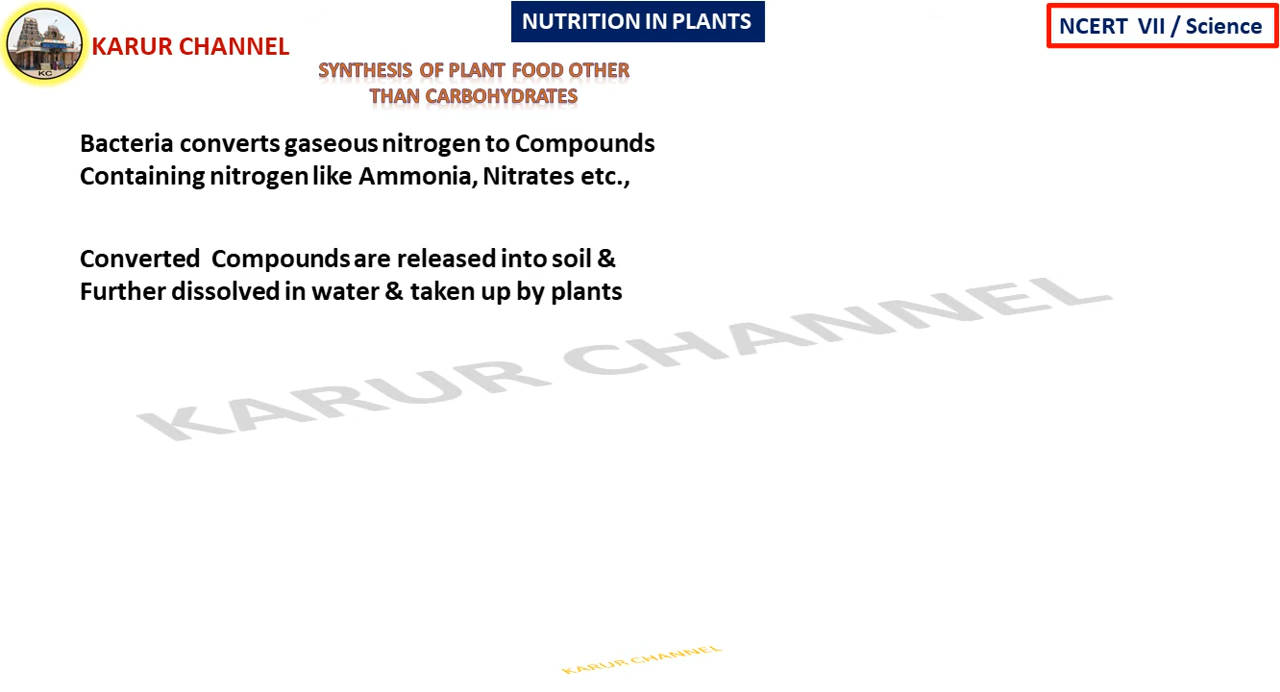 NUTRITION IN PLANTS
NCERT VII / Science
KARUR CHANNEL
KC
SYNTHESIS OF PLANT FOOD OTHER
THAN CARBOHYDRATES
Bacteria converts gaseous nitrogen to Compounds
Containing nitrogen like Ammonia, Nitrates etc.,
Converted Compounds are released into soil &
Further dissolved in water & taken up by plants
KARUR CHANNEL
KARUR CHANNEL